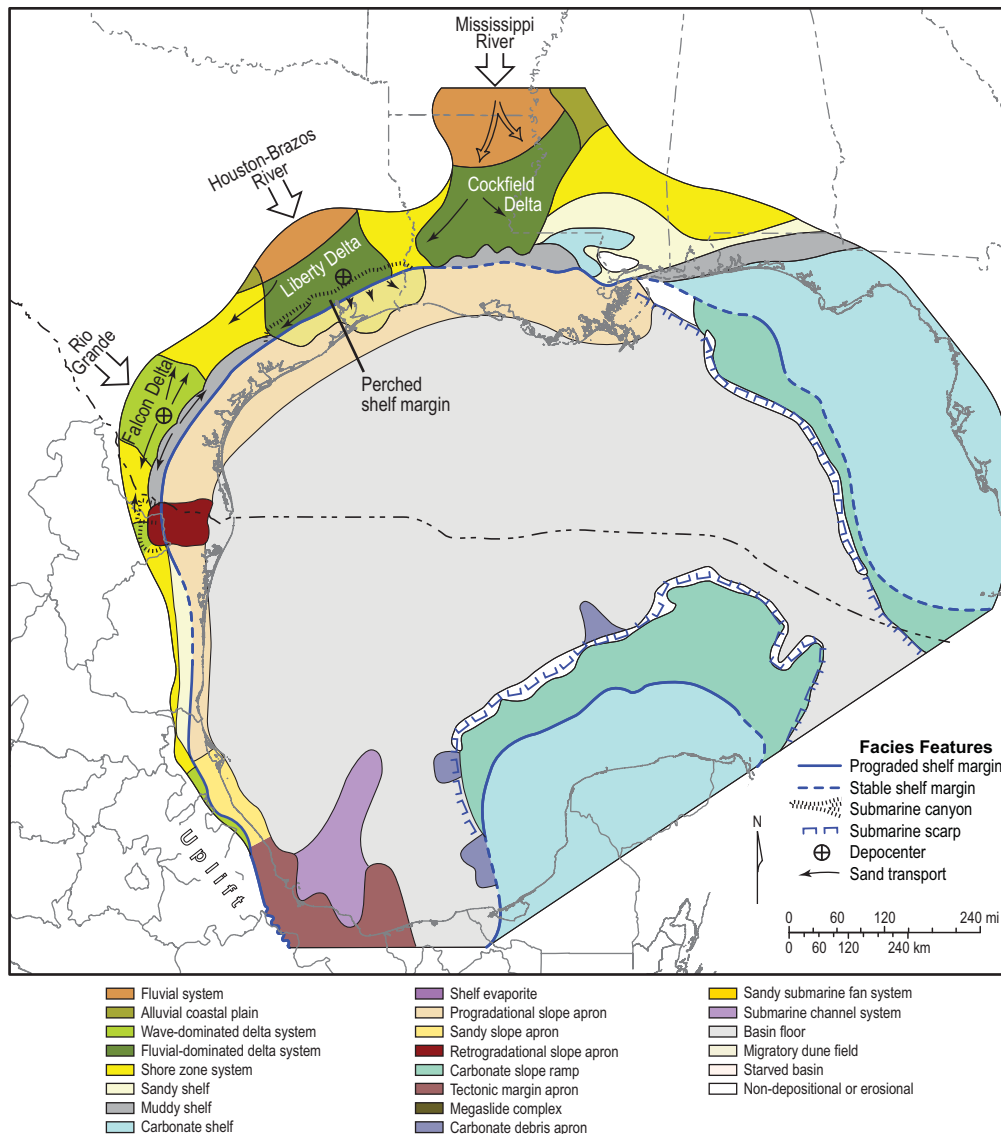 Mississippi
River
Houston-Brazos
River
Cockfield
Delta
Liberty Delta
Rio
Grande
Falcon Delta
Perched
shelf margin
Uplift
Facies Features
Prograded shelf margin
Stable shelf margin
Submarine canyon
Submarine scarp
Depocenter
Sand transport
N
0 60 120 240 mi
0 60 120 240 km
Fluvial system
Alluvial coastal plain
Wave-dominated delta system
Fluvial-dominated delta system
Shore zone system
Sandy shelf
Muddy shelf
Carbonate shelf
Shelf evaporite
Progradational slope apron
Sandy slope apron
Retrogradational slope apron
Carbonate slope ramp
Tectonic margin apron
Megaslide complex
Carbonate debris apron
Sandy submarine fan system
Submarine channel system
Basin floor
Migratory dune field
Starved basin
Non-depositional or erosional